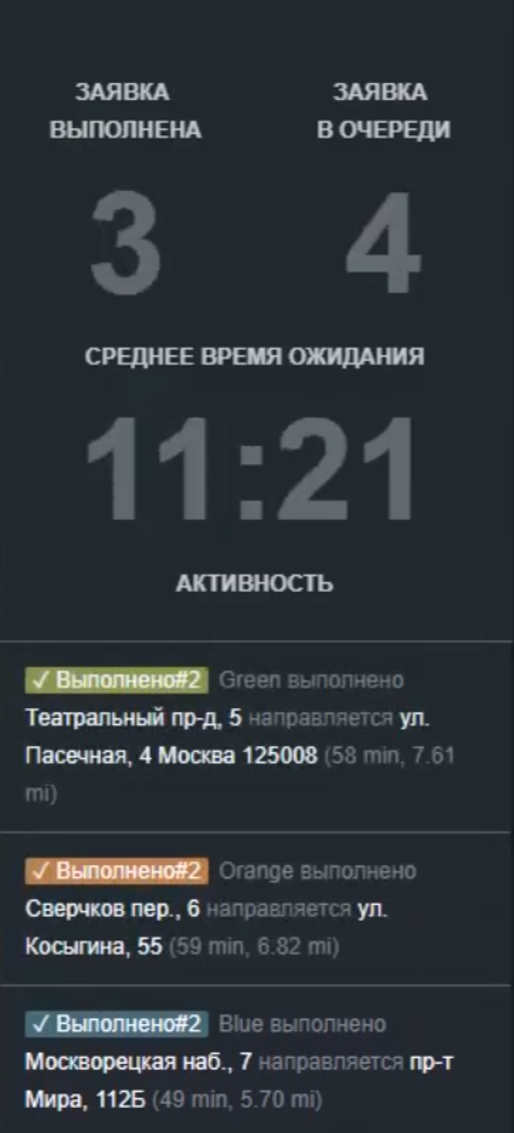 ЗАЯВКА ЗАЯВКА
ВЫПОЛНЕНА В ОЧЕРЕДИ
3 4
СРЕДНЕЕ ВРЕМЯ ОЖИДАНИЯ
11:21
АКТИВНОСТЬ
✓ Выполнено#2 Green выполнено
Театральный пр-д, 5 направляется ул.
Пасечная, 4 Москва 125008 (58 min, 7.61
mi)
✓ Выполнено#2 Orange выполнено
Сверчков пер., 6 направляется ул.
Косыгина, 55 (59 min, 6.82 mi)
✓ Выполнено#2 Blue выполнено
Москворецкая наб., 7 направляется пр-т
Мира, 112Б (49 min, 5.70 mi)